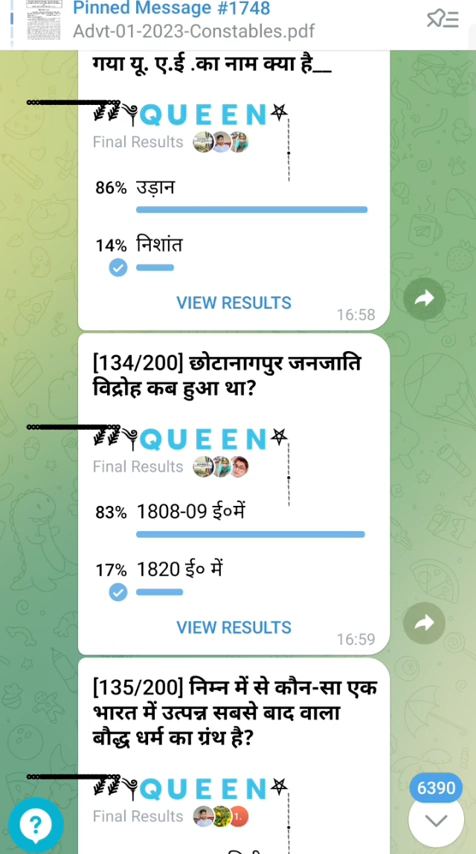 Pinned Message #1748
Advt-01-2023-Constables.pdf
गया यू. ए.ई .का नाम क्या है__
QUEEN
Final Results
86% उड़ान
14% निशांत
VIEW RESULTS
16:58
[134/200] छोटानागपुर जनजाति
विद्रोह कब हुआ था?
QUEEN
Final Results
83% 1808-09 ई०में
17% 1820 ई० में
VIEW RESULTS
16:59
[135/200] निम्न में से कौन-सा एक
भारत में उत्पन्न सबसे बाद वाला
बौद्ध धर्म का ग्रंथ है?
QUEEN
6390
Final Results
1.
?